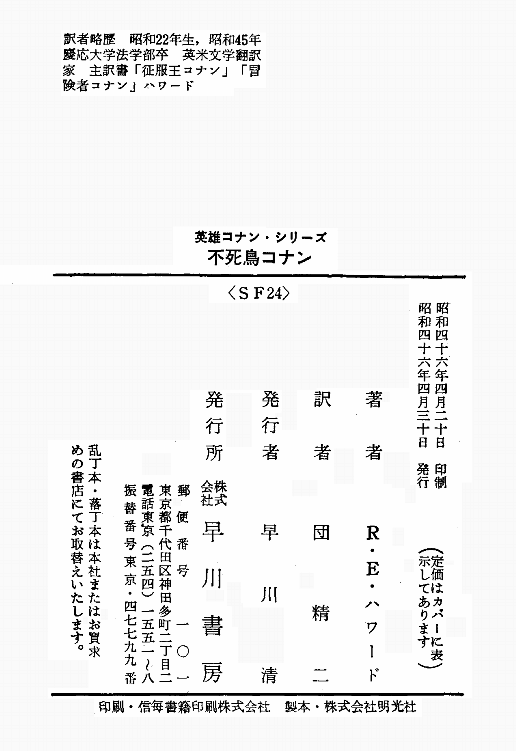 訳者略歴　昭和22年生，昭和45年
慶応大学法学部卒　英米文学翻訳
家　主訳書「征服王コナン」「冒
険者コナン」ハワード
英雄コナン・シリーズ
不死鳥コナン
〈ＳＦ24〉
昭和四十六年四月二十日　印刷
昭和四十六年四月三十日　発行
（定価はカバーに表
示してあります）
著者　Ｒ・Ｅ・ハワード
訳者　団精二
発行者　早川清
発行所　株式会社　早川書房
郵便番号　一〇一
東京都千代田区神田多町二丁目二
電話東京（二五四）一五五一～八
振替番号東京・四七七九九番
乱丁本・落丁本は本社またはお買求
めの書店にてお取替えいたします。
印刷・信毎書籍印刷株式会社　製本・株式会社明光社